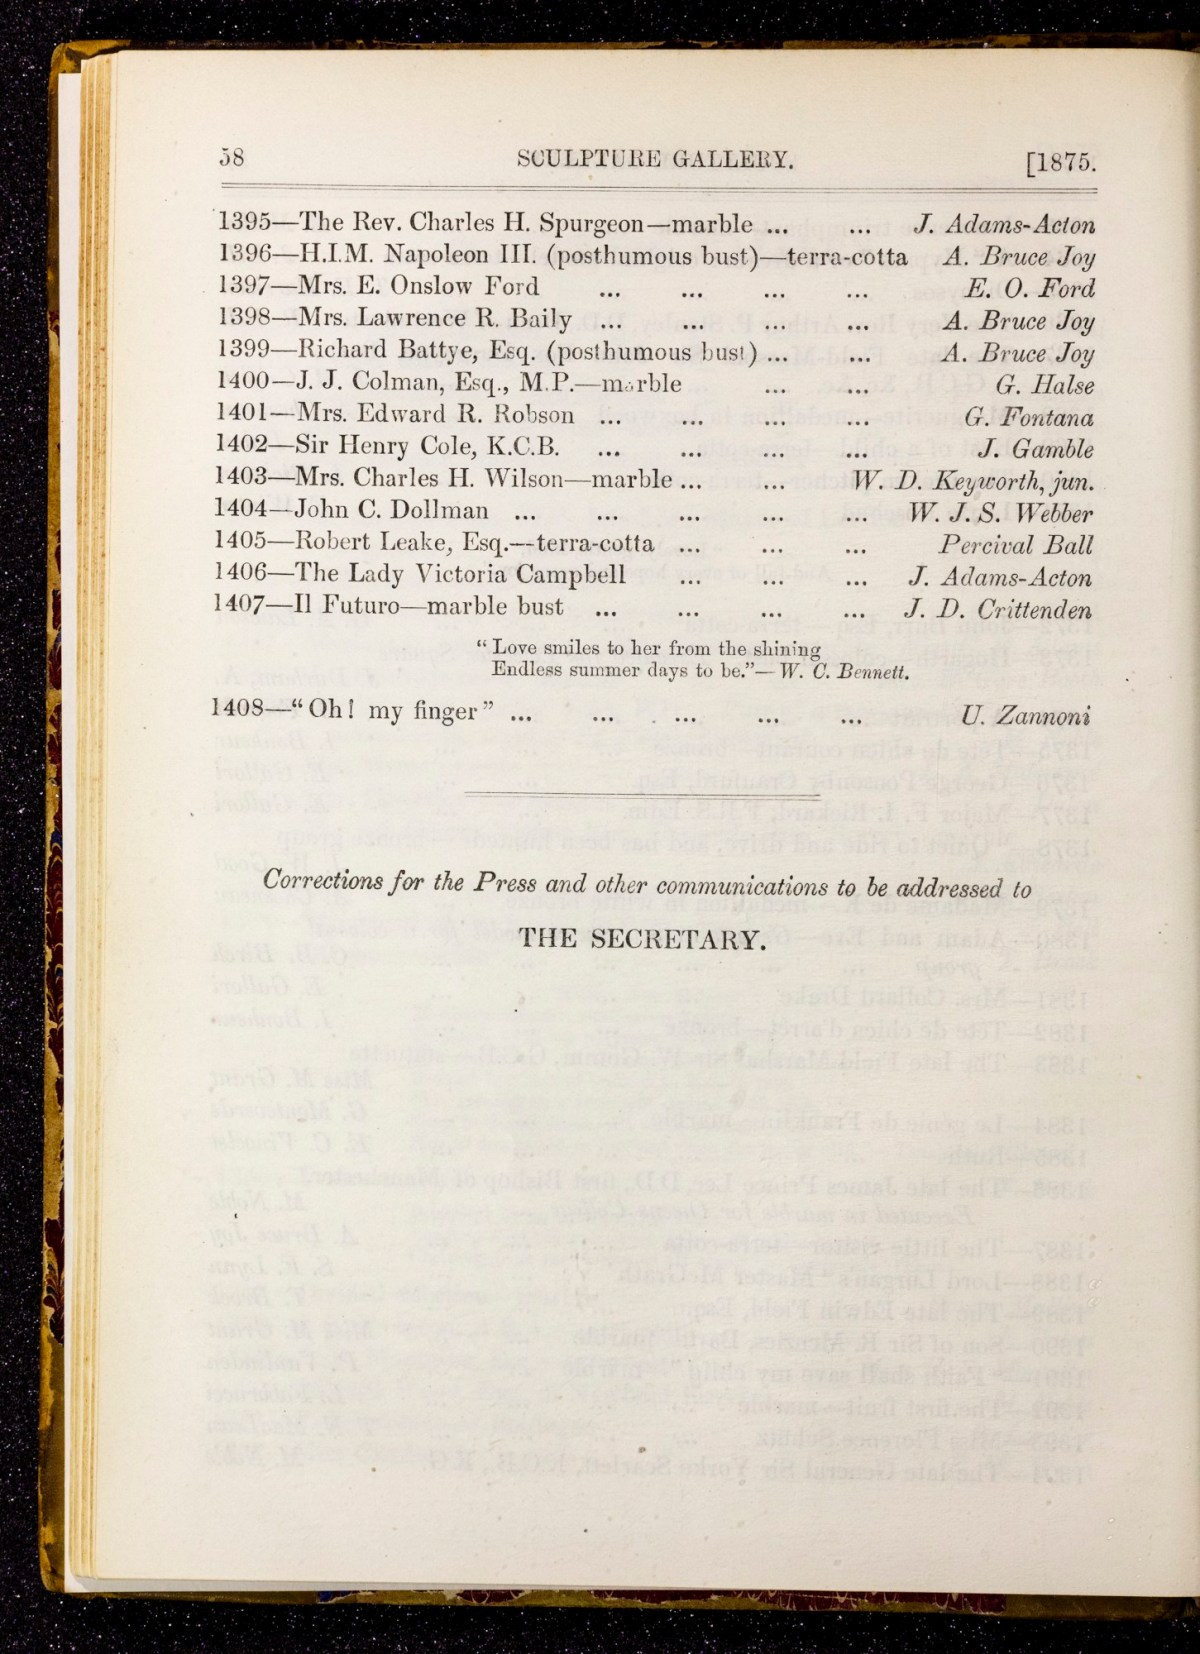 58 SCULPTURE GALLERY. [1875.
1395—The Rev. Charles H. Spurgeon—marble ... ... J. Adams-Acton
1396—H.I.M. Napoleon III. (posthumous bust)—terra-cotta A. Bruce Joy
1397—Mrs. E. Onslow Ford ... ... ... ... E. O. Ford
1398—Mrs. Lawrence R. Baily ... ... ... ... A. Bruce Joy
1399—Richard Battye, Esq. (posthumous bust) ... ... A. Bruce Joy
1400—J. J. Colman, Esq., M.P.—marble ... ... G. Halse
1401—Mrs. Edward R. Robson ... ... ... ... G. Fontana
1402—Sir Henry Cole, K.C.B. ... ... ... ... J. Gamble
1403—Mrs. Charles H. Wilson—marble ... ... W. D. Keyworth, jun.
1404—John C. Dollman ... ... ... ... ... W. J. S. Webber
1405—Robert Leake, Esq.—terra-cotta ... ... ... Percival Ball
1406—The Lady Victoria Campbell ... ... ... J. Adams-Acton
1407—Il Futuro—marble bust ... ... ... ... J. D. Crittenden
“Love smiles to her from the shining
Endless summer days to be.”—W. C. Bennett.
1408—“Oh! my finger” ... ... ... ... ... U. Zannoni
Corrections for the Press and other communications to be addressed to
THE SECRETARY.